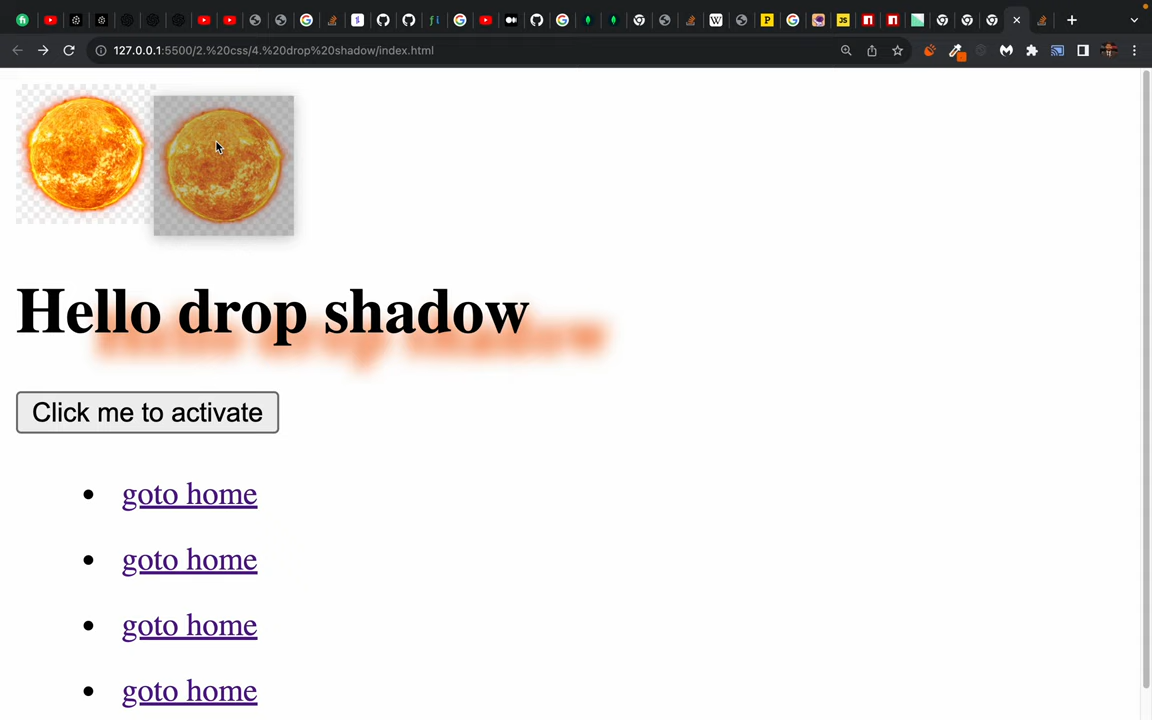 127.0.0.1:5500/2.%20css/4.%20drop%20shadow/index.html
Hello drop shadow
Click me to activate
goto home
goto home
goto home
goto home